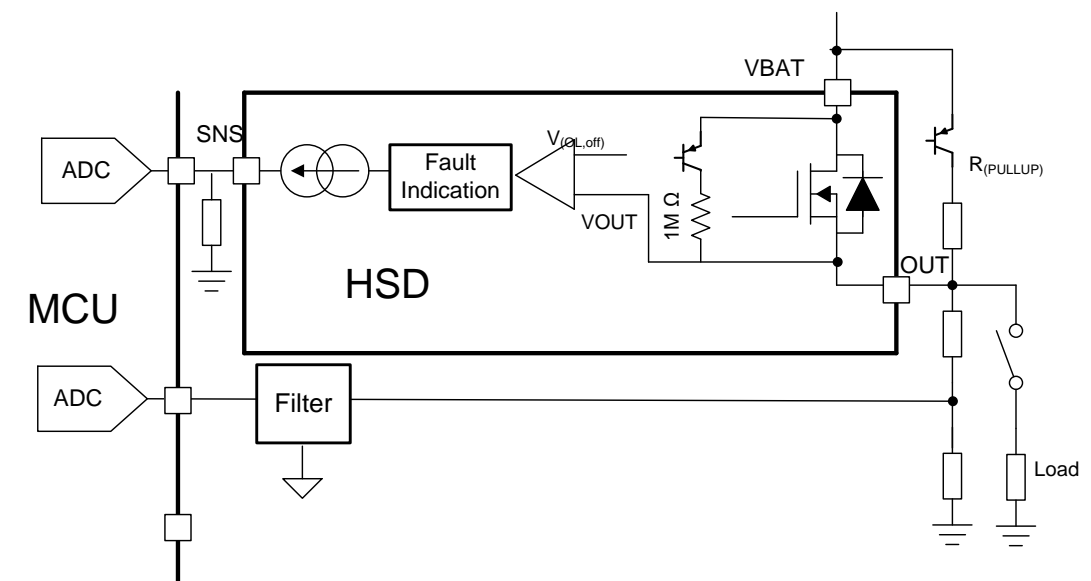 VBAT
SNS
ADC
V(OL,off)
Fault
Indication
R(PULLUP)
1M Ω
VOUT
OUT
HSD
MCU
ADC
Filter
Load